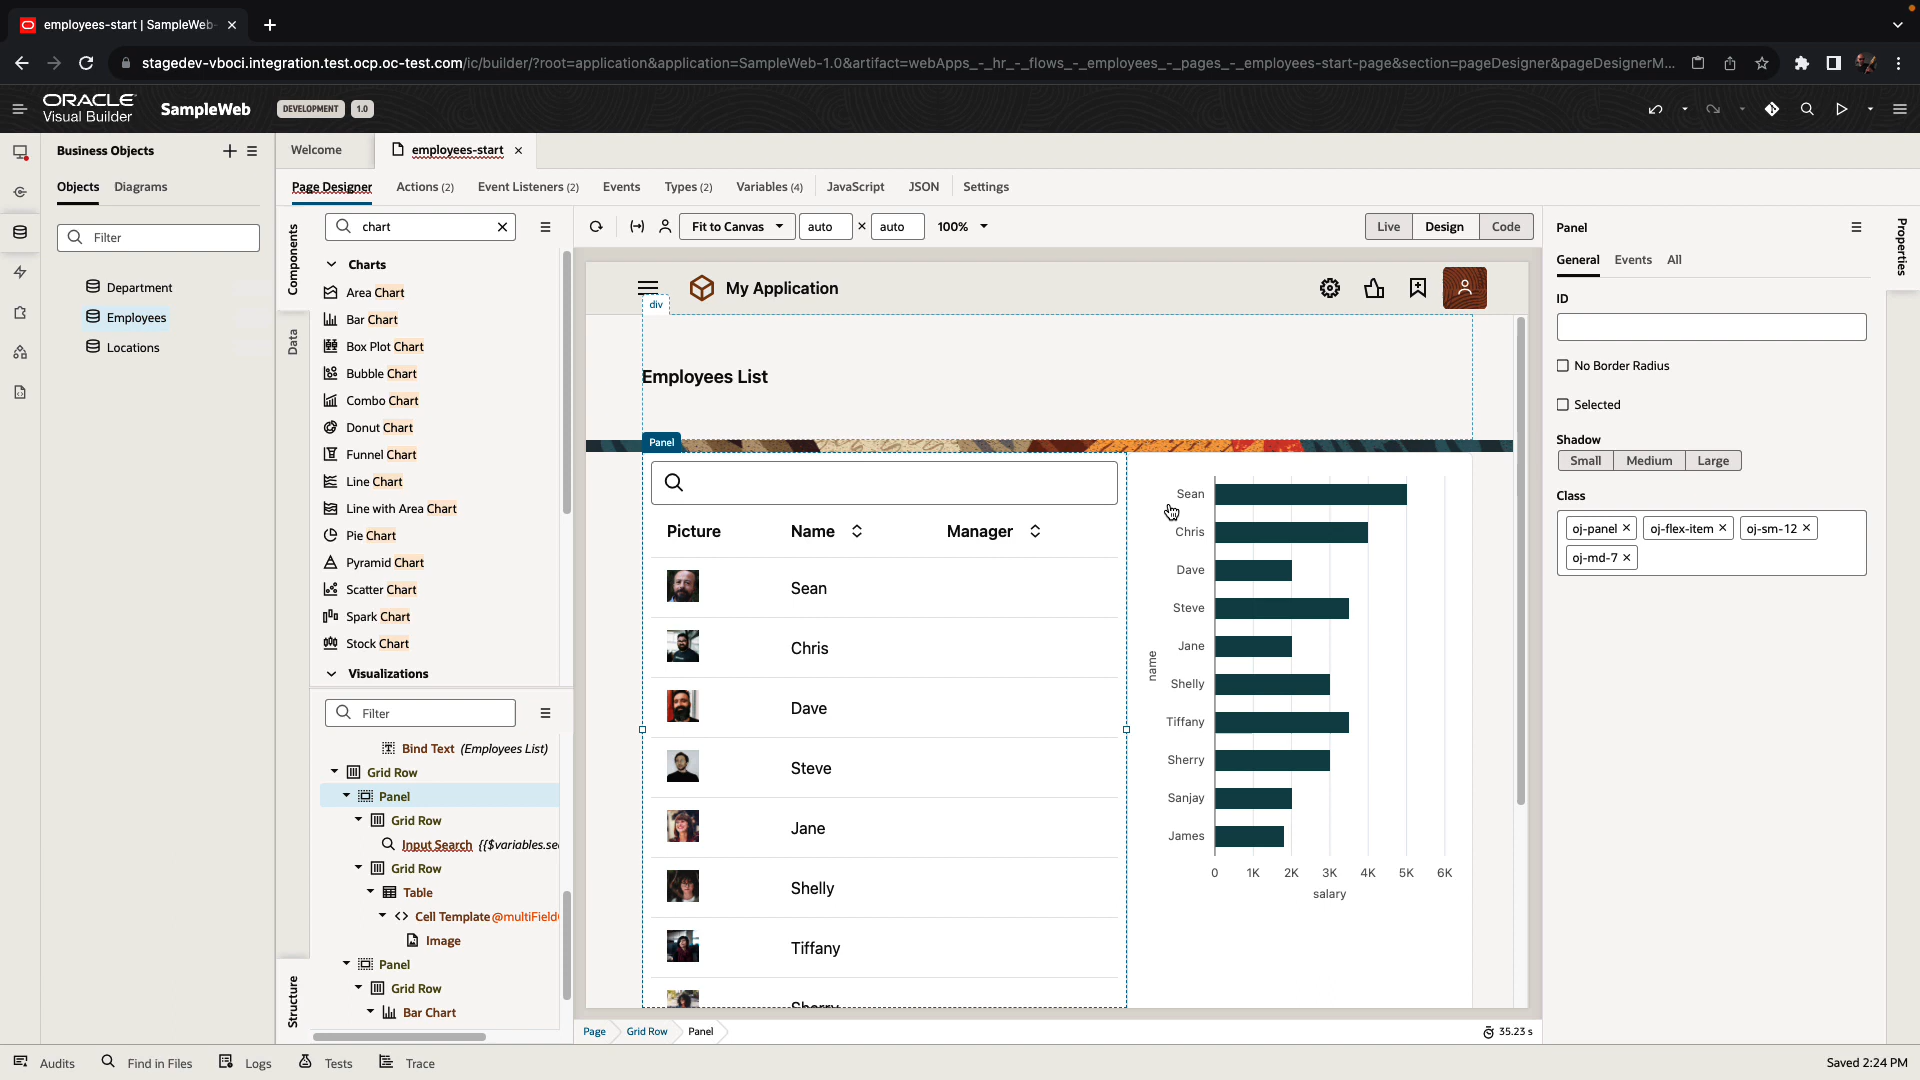 employees-start | SampleWeb-
stagedev-vboci.integration.test.ocp.oc-test.com/ic/builder/?root=application&application=SampleWeb-1.0&artifact=webApps_-_hr_-_flows_-_employees_-_pages_-_employees-start-page&section=pageDesigner&pageDesignerM...
ORACLE
Visual Builder
SampleWeb
DEVELOPMENT
1.0
Business Objects
Objects Diagrams
Filter
Department
Employees
Locations
Welcome
employees-start
Page Designer Actions (2) Event Listeners (2) Events Types (2) Variables (4) JavaScript JSON Settings
Components
Data
chart
Charts
Area Chart
Bar Chart
Box Plot Chart
Bubble Chart
Combo Chart
Donut Chart
Funnel Chart
Line Chart
Line with Area Chart
Pie Chart
Pyramid Chart
Scatter Chart
Spark Chart
Stock Chart
Visualizations
Structure
Filter
Bind Text (Employees List)
Grid Row
Panel
Grid Row
Input Search {{$variables.se
Grid Row
Table
Cell Template @multiField
Image
Panel
Grid Row
Bar Chart
Fit to Canvas auto × auto 100%
Live Design Code
My Application
div
Employees List
Panel
Picture Name Manager
Sean
Chris
Dave
Steve
Jane
Shelly
Tiffany
Sherry
name
Sean
Chris
Dave
Steve
Jane
Shelly
Tiffany
Sherry
Sanjay
James
0 1K 2K 3K 4K 5K 6K
salary
Page Grid Row Panel
35.23 s
Properties
Panel
General Events All
ID
No Border Radius
Selected
Shadow
Small Medium Large
Class
oj-panel oj-flex-item oj-sm-12
oj-md-7
Audits Find in Files Logs Tests Trace
Saved 2:24 PM